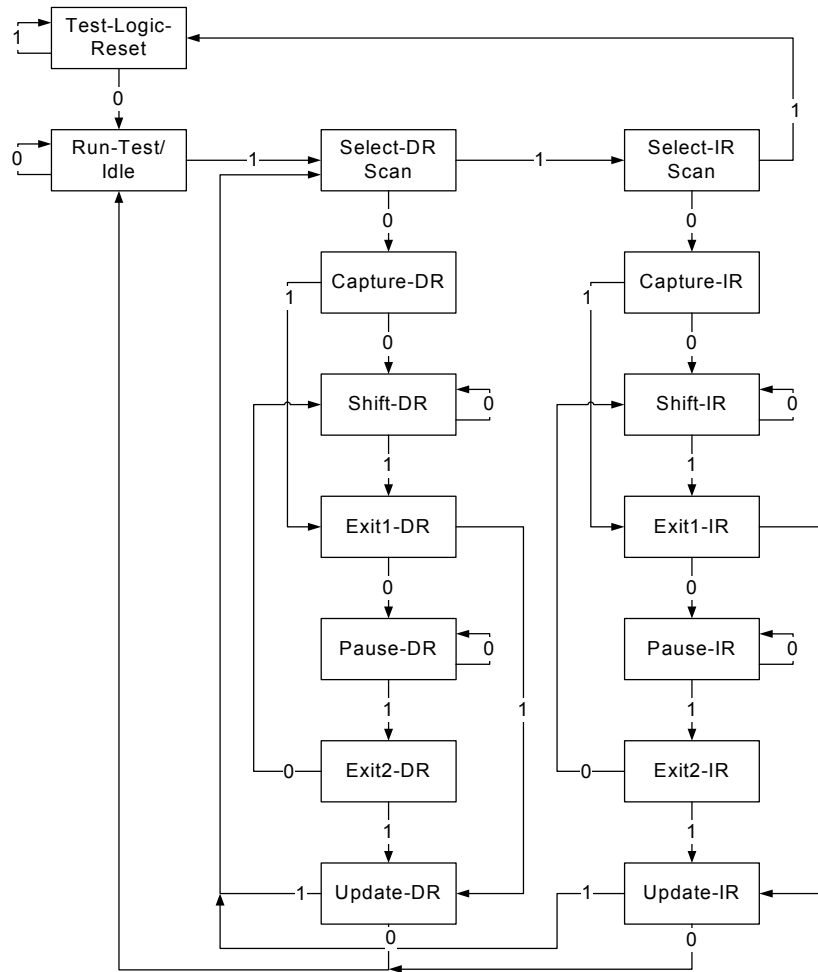 Test-Logic-
Reset
1
0
1
Run-Test/
Idle
0
1
Select-DR
Scan
1
Select-IR
Scan
0
0
Capture-DR
1
Capture-IR
1
0
0
Shift-DR
0
Shift-IR
0
1
1
Exit1-DR
Exit1-IR
0
0
Pause-DR
0
Pause-IR
0
1
1
1
Exit2-DR
0
Exit2-IR
0
1
1
Update-DR
1
Update-IR
1
0
0